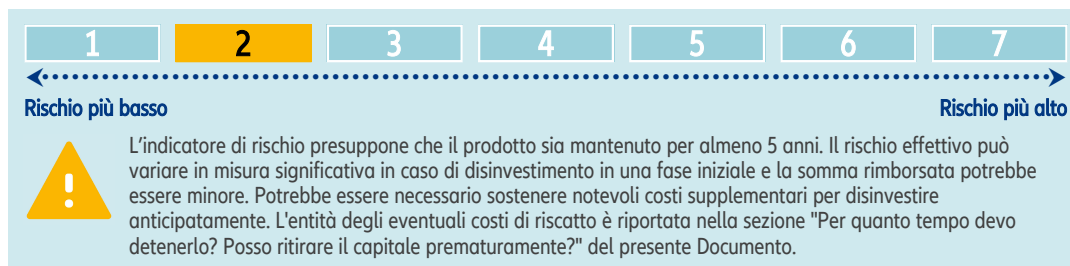 1 2 3 4 5 6 7
Rischio più basso Rischio più alto
L'indicatore di rischio presuppone che il prodotto sia mantenuto per almeno 5 anni. Il rischio effettivo può
variare in misura significativa in caso di disinvestimento in una fase iniziale e la somma rimborsata potrebbe
essere minore. Potrebbe essere necessario sostenere notevoli costi supplementari per disinvestire
anticipatamente. L'entità degli eventuali costi di riscatto è riportata nella sezione "Per quanto tempo devo
detenerlo? Posso ritirare il capitale prematuramente?" del presente Documento.